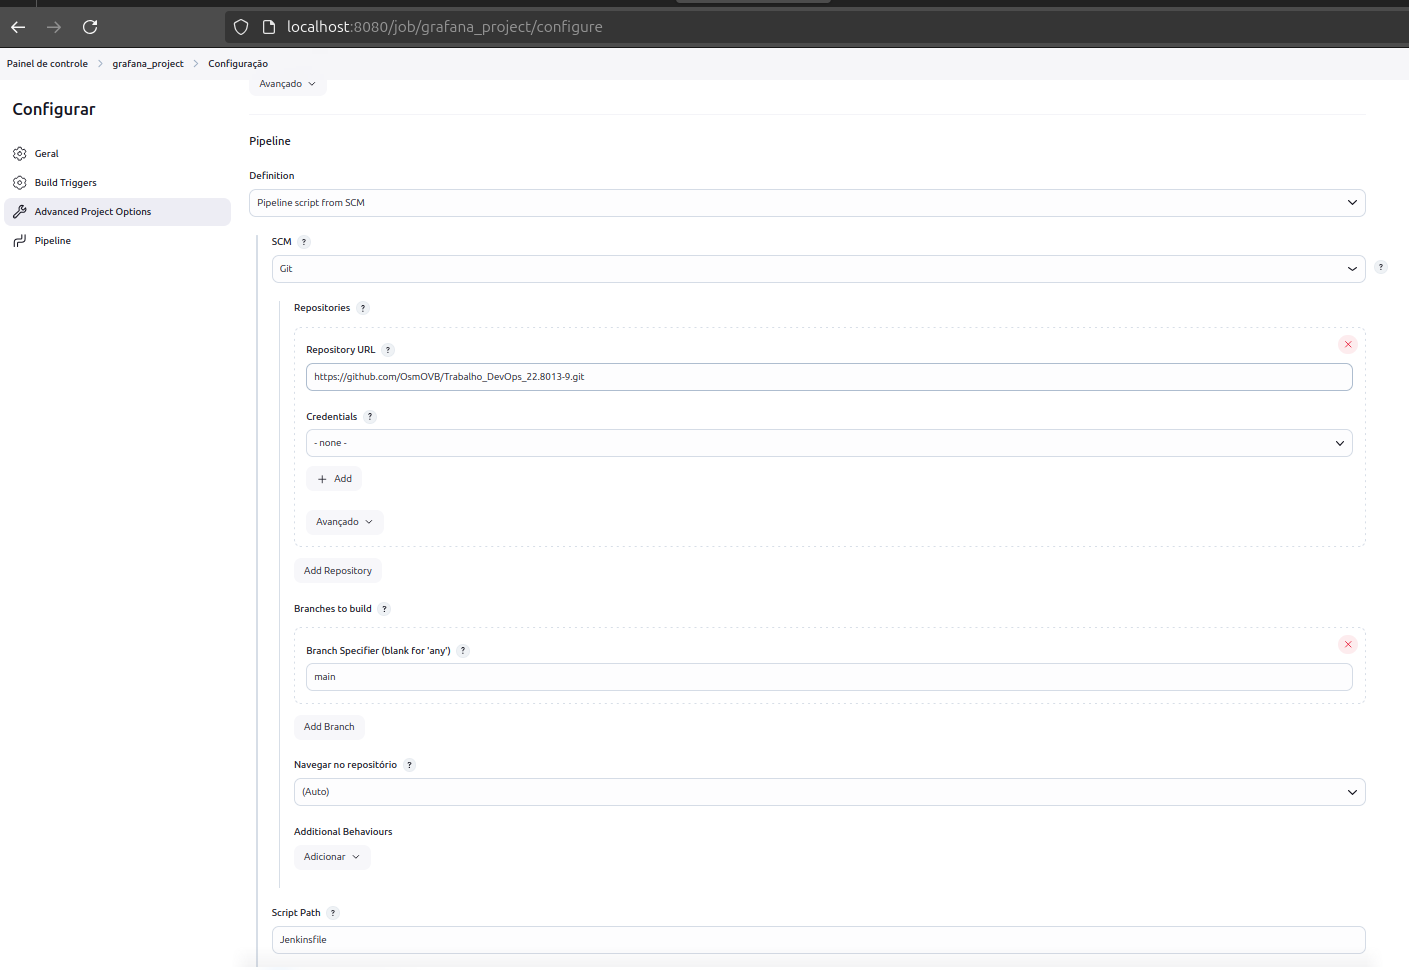 localhost:8080/job/grafana_project/configure
Painel de controle > grafana_project > Configuração
Configurar
Geral
Build Triggers
Advanced Project Options
Pipeline
Avançado
Pipeline
Definition
Pipeline script from SCM
SCM ?
Git
?
Repositories ?
Repository URL ?
https://github.com/OsmOVB/Trabalho_DevOps_22.8013-9.git
Credentials ?
- none -
+ Add
Avançado
Add Repository
Branches to build ?
Branch Specifier (blank for 'any') ?
main
Add Branch
Navegar no repositório ?
(Auto)
Additional Behaviours
Adicionar
Script Path ?
Jenkinsfile